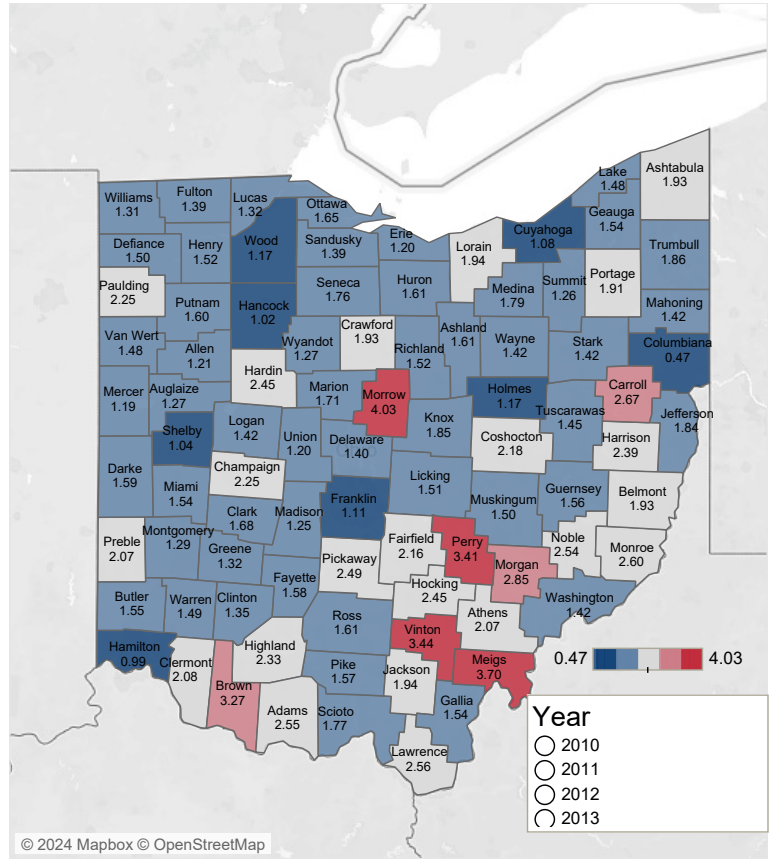 Williams
1.31
Fulton
1.39
Lucas
1.32
Ottawa
1.65
Lake
1.48
Ashtabula
1.93
Defiance
1.50
Henry
1.52
Wood
1.17
Sandusky
1.39
Erie
1.20
Lorain
1.94
Cuyahoga
1.08
Geauga
1.54
Trumbull
1.86
Paulding
2.25
Putnam
1.60
Hancock
1.02
Seneca
1.76
Huron
1.61
Medina
1.79
Summit
1.26
Portage
1.91
Mahoning
1.42
Van Wert
1.48
Allen
1.21
Wyandot
1.27
Crawford
1.93
Richland
1.52
Ashland
1.61
Wayne
1.42
Stark
1.42
Columbiana
0.47
Mercer
1.19
Auglaize
1.27
Hardin
2.45
Marion
1.71
Morrow
4.03
Holmes
1.17
Carroll
2.67
Jefferson
1.84
Shelby
1.04
Logan
1.42
Union
1.20
Delaware
1.40
Knox
1.85
Coshocton
2.18
Tuscarawas
1.45
Harrison
2.39
Darke
1.59
Miami
1.54
Champaign
2.25
Clark
1.68
Madison
1.25
Franklin
1.11
Licking
1.51
Muskingum
1.50
Guernsey
1.56
Belmont
1.93
Preble
2.07
Montgomery
1.29
Greene
1.32
Pickaway
2.49
Fairfield
2.16
Perry
3.41
Morgan
2.85
Noble
2.54
Monroe
2.60
Butler
1.55
Warren
1.49
Clinton
1.35
Fayette
1.58
Ross
1.61
Hocking
2.45
Athens
2.07
Washington
1.42
Hamilton
0.99
Clermont
2.08
Highland
2.33
Pike
1.57
Vinton
3.44
Meigs
3.70
Brown
3.27
Adams
2.55
Scioto
1.77
Jackson
1.94
Gallia
1.54
Lawrence
2.56
0.47 4.03
Year
2010
2011
2012
2013
© 2024 Mapbox © OpenStreetMap